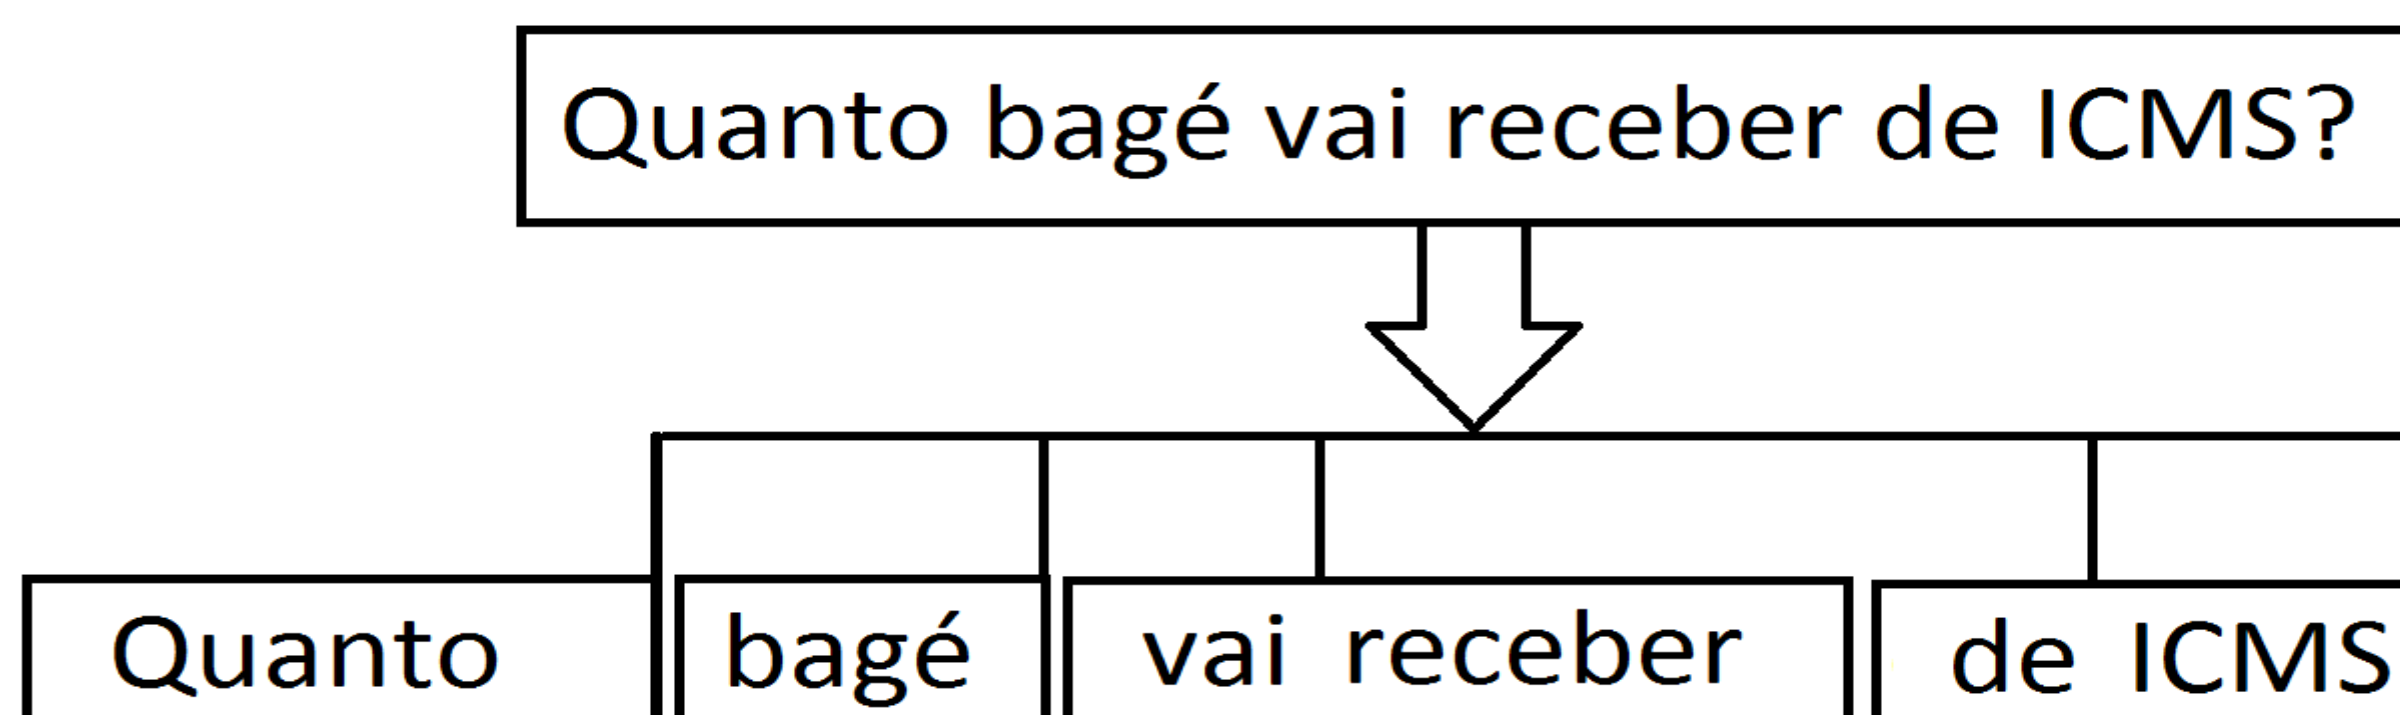 Quanto bagé vai receber de ICMS?
Quanto bagé vai receber de ICMS